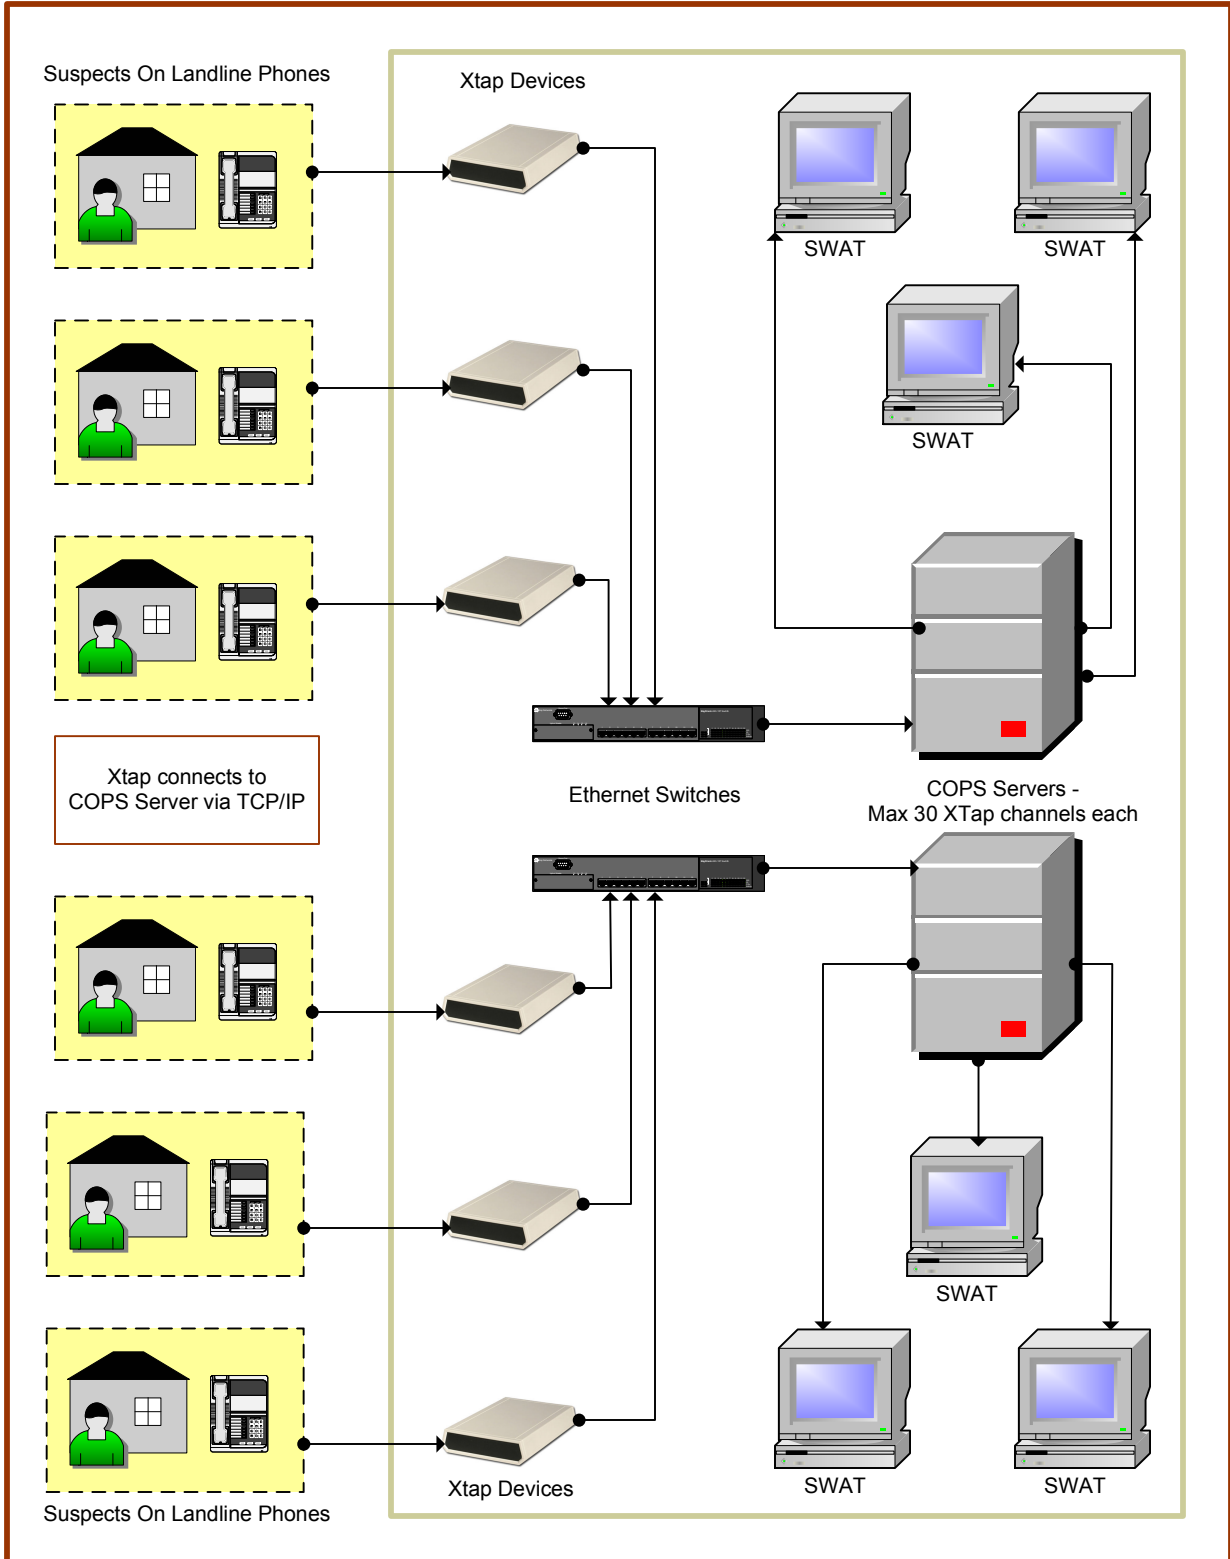 Suspects On Landline Phones
Xtap Devices
SWAT
SWAT
SWAT
Xtap connects to
COPS Server via TCP/IP
Ethernet Switches
COPS Servers -
Max 30 XTap channels each
SWAT
SWAT
SWAT
Xtap Devices
Suspects On Landline Phones